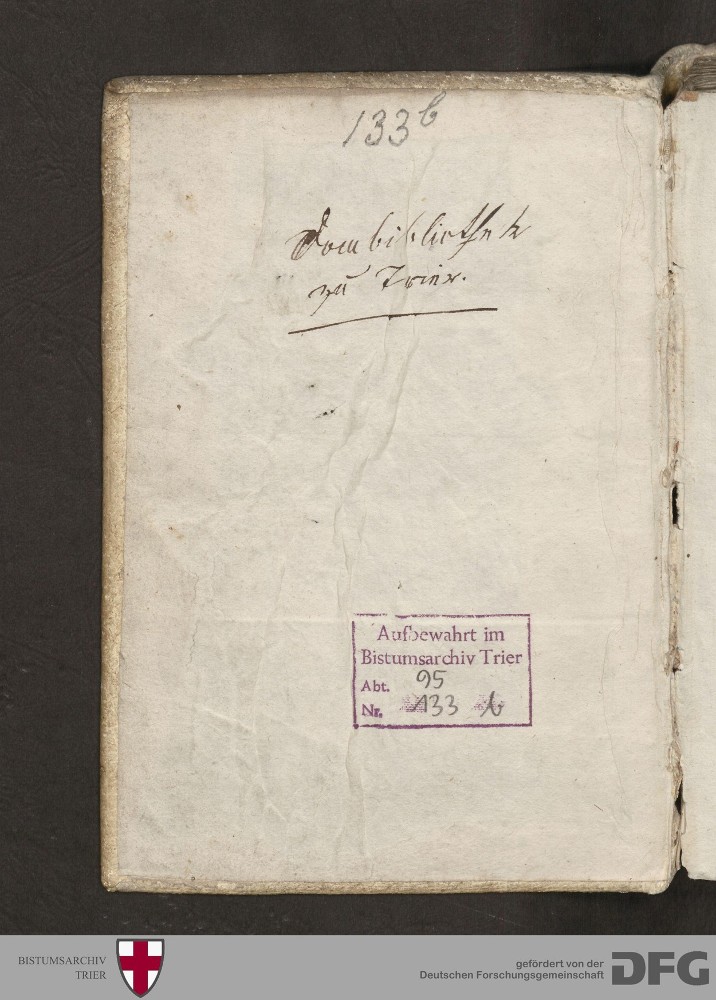 133b
Dombibliothek
zu Trier.
Aufbewahrt im
Bistumsarchiv Trier
Abt. 95
Nr. 133 b
BISTUMSARCHIV
TRIER
gefördert von der
Deutschen Forschungsgemeinschaft
DFG